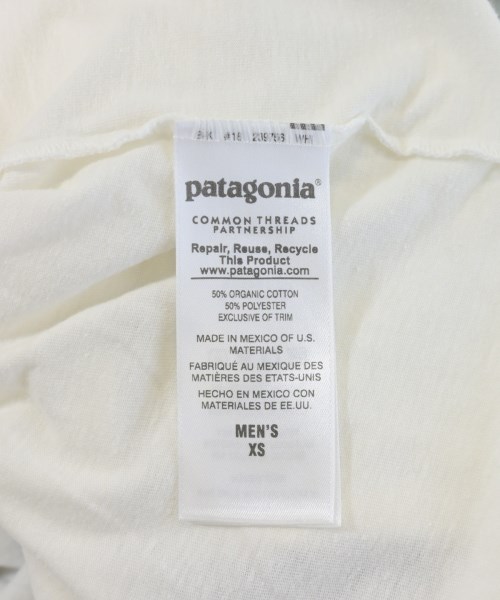 patagonia®
COMMON THREADS
PARTNERSHIP
Repair, Reuse, Recycle
This Product
www.patagonia.com
50% ORGANIC COTTON
50% POLYESTER
EXCLUSIVE OF TRIM
MADE IN MEXICO OF U.S.
MATERIALS
FABRIQUÉ AU MEXIQUE DES
MATIÈRES DES ETATS-UNIS
HECHO EN MEXICO CON
MATERIALES DE EE.UU.
MEN'S
XS